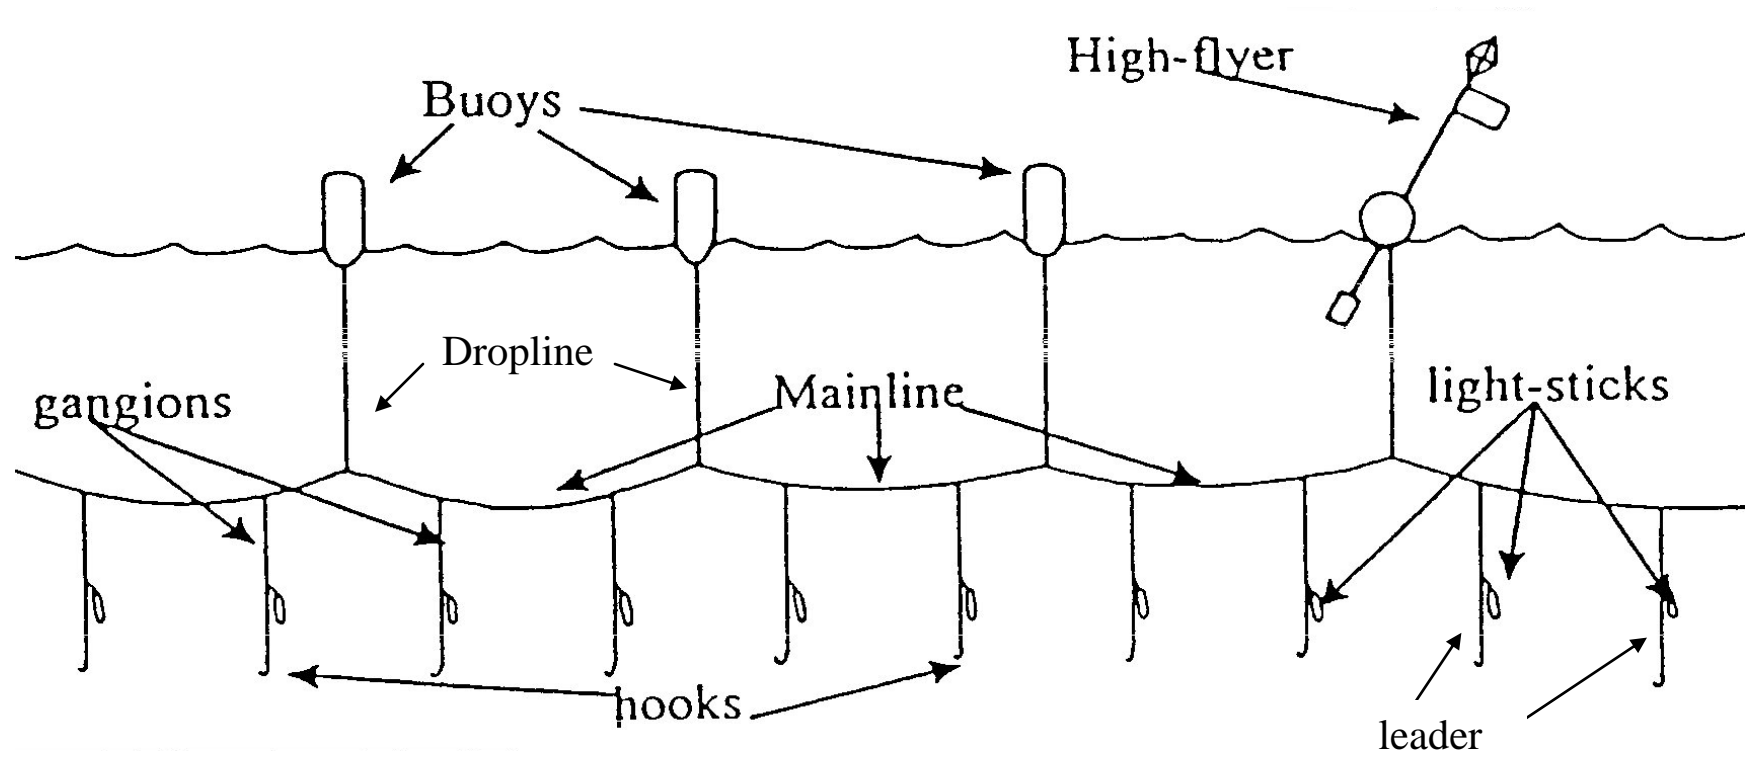 High-flyer
Buoys
Dropline
Mainline
light-sticks
gangions
hooks
leader